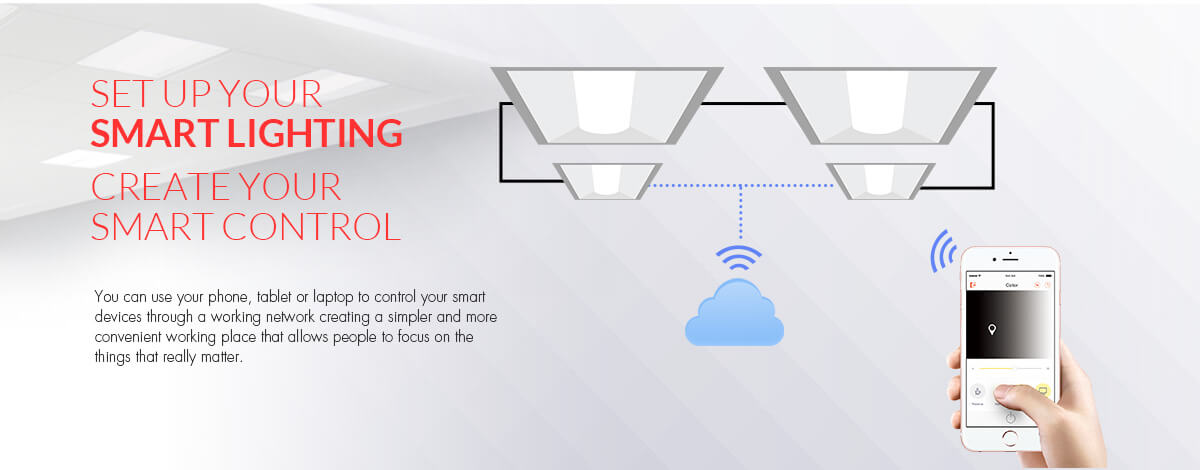 SET UP YOUR
SMART LIGHTING
CREATE YOUR
SMART CONTROL
You can use your phone, tablet or laptop to control your smart
devices through a working network creating a simpler and more
convenient working place that allows people to focus on the
things that really matter.
Color